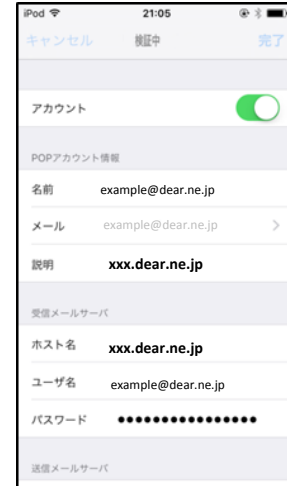 iPod 21:05
キャンセル 検証中 完了
アカウント
POPアカウント情報
名前 example@dear.ne.jp
メール example@dear.ne.jp
説明 xxx.dear.ne.jp
受信メールサーバ
ホスト名 xxx.dear.ne.jp
ユーザ名 example@dear.ne.jp
パスワード ●●●●●●●●●●●●●●●●
送信メールサーバ